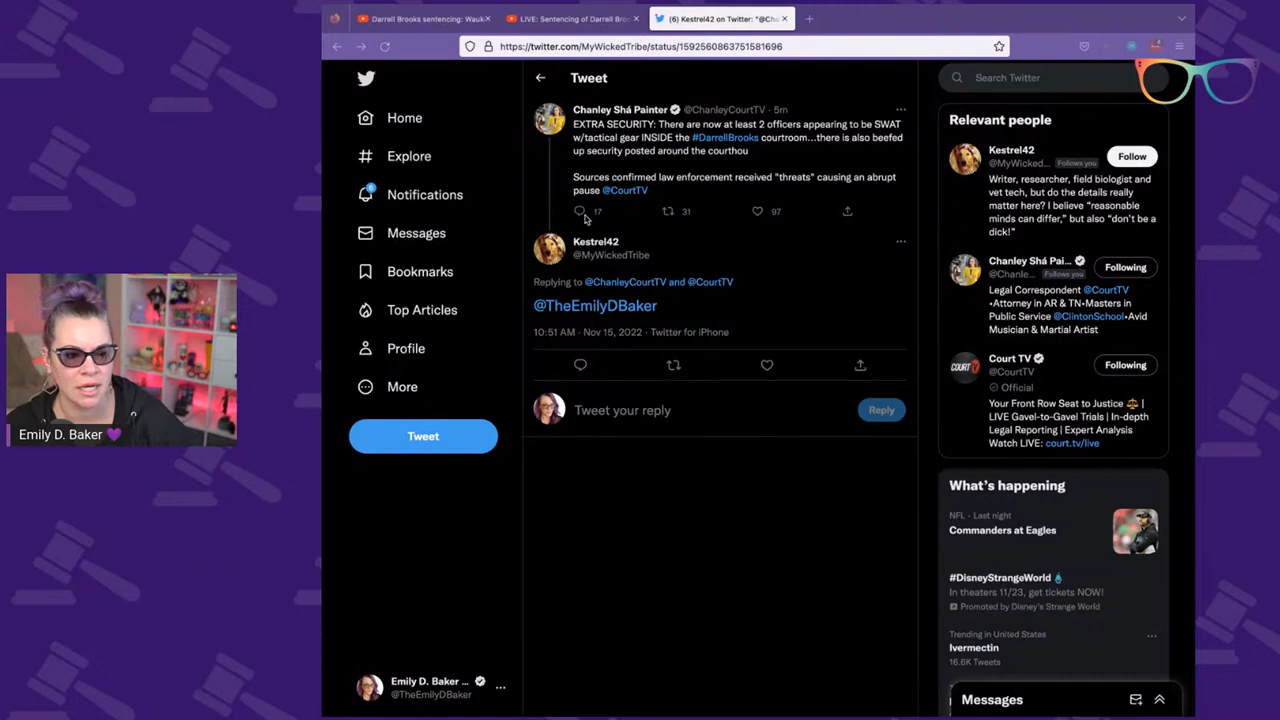 Darrell Brooks sentencing: Wauk
LIVE: Sentencing of Darrell Broo
(6) Kestrel42 on Twitter: "@Cha
https://twitter.com/MyWickedTribe/status/1592560863751581696
Home
Explore
6
Notifications
Messages
Bookmarks
Top Articles
Profile
More
Tweet
Emily D. Baker ...
@TheEmilyDBaker
Tweet
Chanley Shá Painter @ChanleyCourtTV · 5m
EXTRA SECURITY: There are now at least 2 officers appearing to be SWAT
w/tactical gear INSIDE the #DarrellBrooks courtroom...there is also beefed
up security posted around the courthou
Sources confirmed law enforcement received "threats" causing an abrupt
pause @CourtTV
17 31 97
Kestrel42
@MyWickedTribe
Replying to @ChanleyCourtTV and @CourtTV
@TheEmilyDBaker
10:51 AM · Nov 15, 2022 · Twitter for iPhone
Tweet your reply
Reply
Search Twitter
Relevant people
Kestrel42
@MyWicked... Follows you
Follow
Writer, researcher, field biologist and
vet tech, but do the details really
matter here? I believe "reasonable
minds can differ," but also "don't be a
dick!"
Chanley Shá Pai...
@Chanle... Follows you
Following
Legal Correspondent @CourtTV
•Attorney in AR & TN•Masters in
Public Service @ClintonSchool•Avid
Musician & Martial Artist
COURT TV
Court TV
@CourtTV
Official
Following
Your Front Row Seat to Justice ⚖️ |
LIVE Gavel-to-Gavel Trials | In-depth
Legal Reporting | Expert Analysis
Watch LIVE: court.tv/live
What's happening
NFL · Last night
Commanders at Eagles
#DisneyStrangeWorld
In theaters 11/23, get tickets NOW!
Promoted by Disney's Strange World
Trending in United States
Ivermectin
16.6K Tweets
Messages
Emily D. Baker 💜